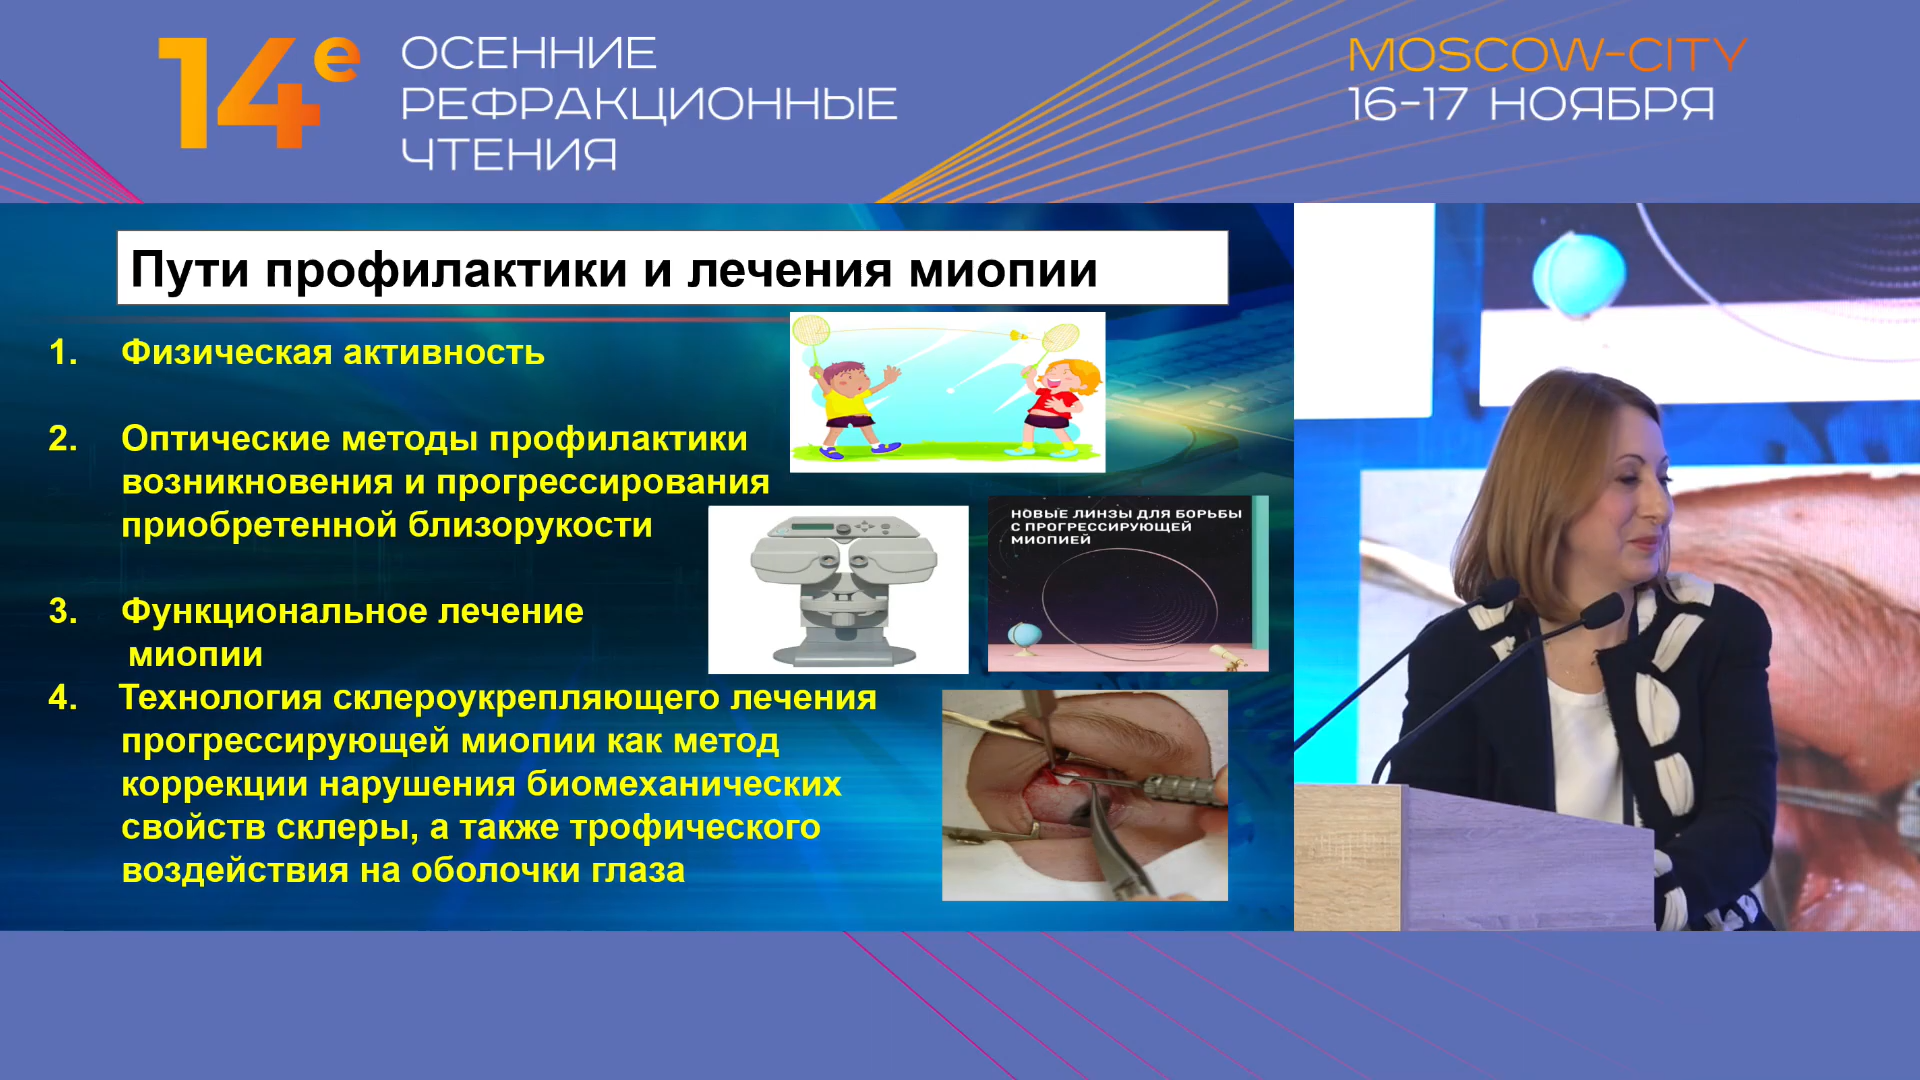 14е
ОСЕННИЕ
РЕФРАКЦИОННЫЕ
ЧТЕНИЯ
MOSCOW-CITY
16-17 НОЯБРЯ
Пути профилактики и лечения миопии
1. Физическая активность
2. Оптические методы профилактики
возникновения и прогрессирования
приобретенной близорукости
НОВЫЕ ЛИНЗЫ ДЛЯ БОРЬБЫ
С ПРОГРЕССИРУЮЩЕЙ
МИОПИЕЙ
3. Функциональное лечение
миопии
4. Технология склероукрепляющего лечения
прогрессирующей миопии как метод
коррекции нарушения биомеханических
свойств склеры, а также трофического
воздействия на оболочки глаза